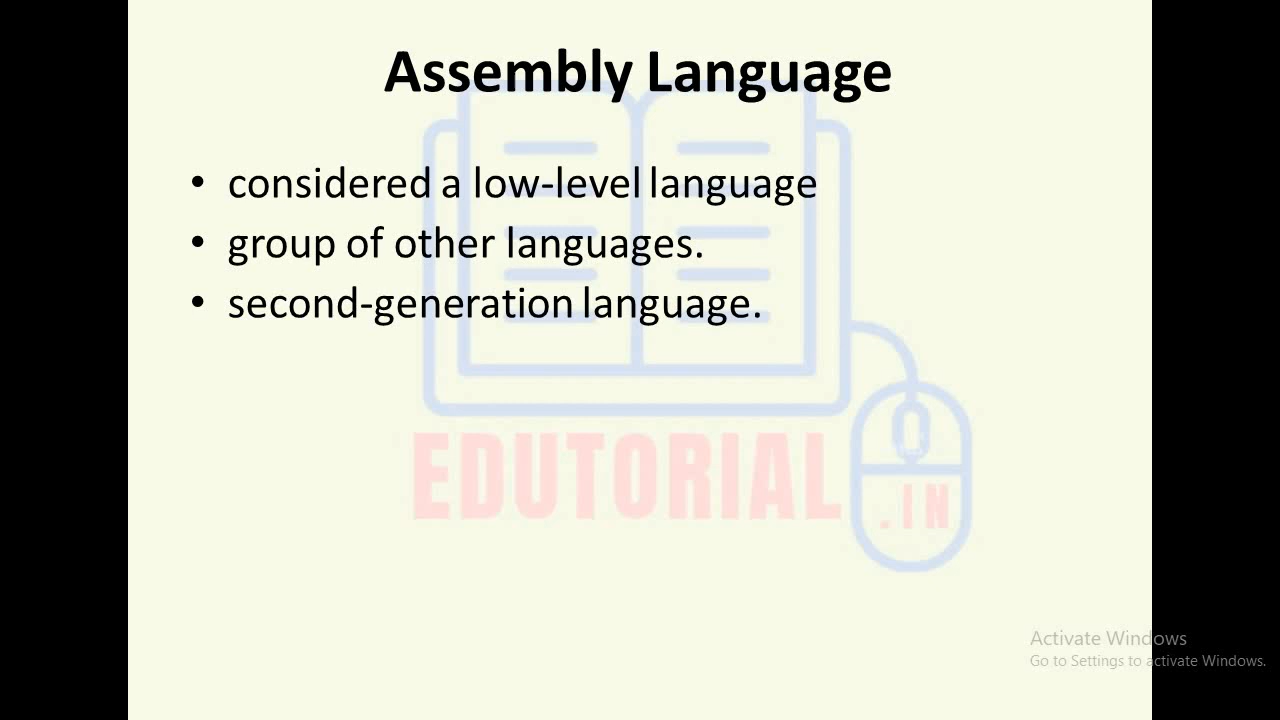 Assembly Language
• considered a low-level language
• group of other languages.
• second-generation language.
EDUTORIAL
.IN
Activate Windows
Go to Settings to activate Windows.